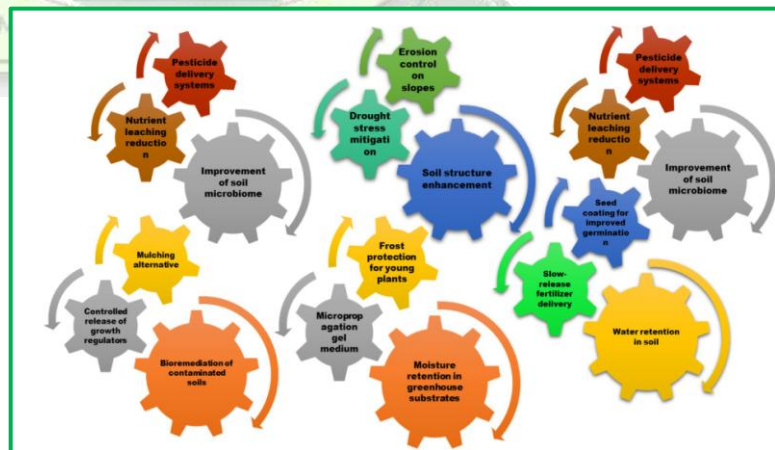 Pesticide
delivery
systems
Nutrient
leaching
reductio
n
Improvement
of soil
microbiome
Erosion
control
on
slopes
Drought
stress
mitigati
on
Soil structure
enhancement
Pesticide
delivery
systems
Nutrient
leaching
reductio
n
Improvement
of soil
microbiome
Mulching
alternative
Controlled
release of
growth
regulators
Bioremediation of
contaminated
soils
Frost
protection
for young
plants
Microprop
agation
gel
medium
Moisture
retention in
greenhouse
substrates
Seed
coating for
improved
germinatio
n
Slow-
release
fertilizer
delivery
Water retention
in soil